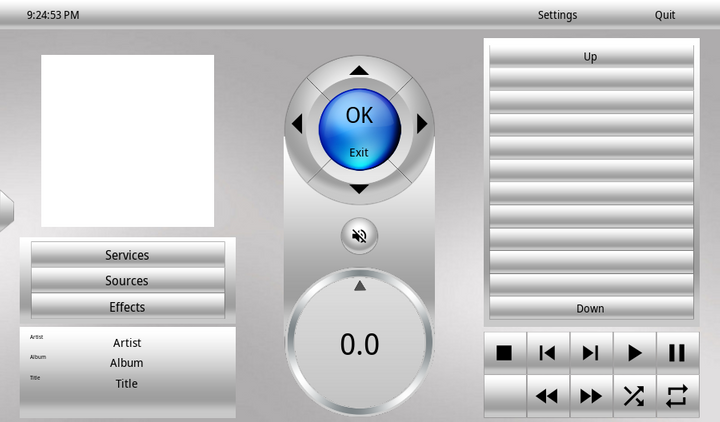 9:24:53 PM
Settings
Quit
OK
Exit
Up
Services
Sources
Effects
Down
Artist
Artist
Album
Album
Title
Title
0.0